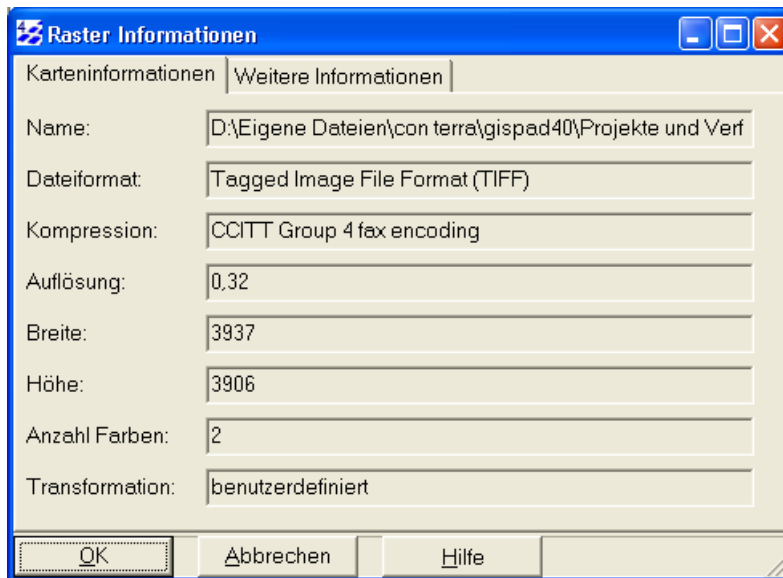 Raster Informationen
Karteninformationen Weitere Informationen
Name: D:\Eigene Dateien\con terra\gispad40\Projekte und Verf
Dateiformat: Tagged Image File Format (TIFF)
Kompression: CCITT Group 4 fax encoding
Auflösung: 0,32
Breite: 3937
Höhe: 3906
Anzahl Farben: 2
Transformation: benutzerdefiniert
OK Abbrechen Hilfe